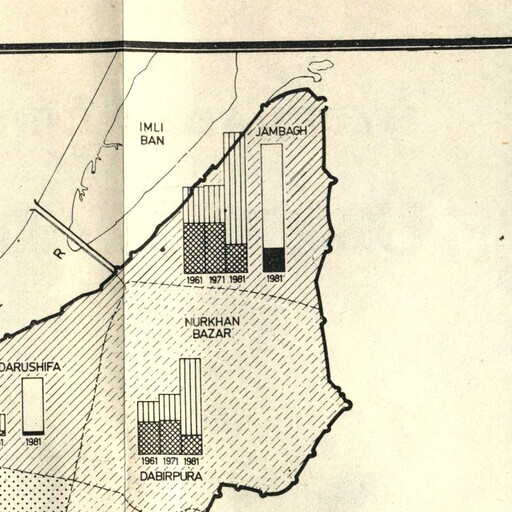 IMLI
BAN
JAMBAGH
R
1961 1971 1981
1981
NURKHAN
BAZAR
DARUSHIFA
1981
1961 1971 1981
DABIRPURA